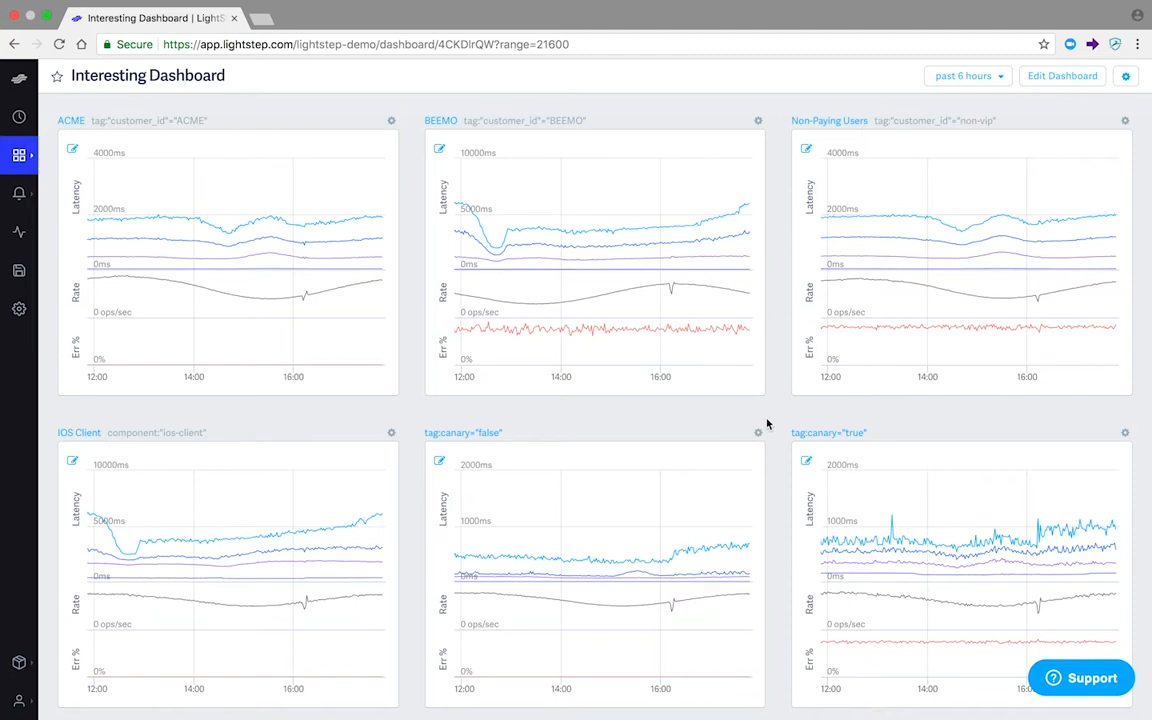 Interesting Dashboard | LightS
Secure
https://app.lightstep.com/lightstep-demo/dashboard/4CKDlrQW?range=21600
Interesting Dashboard
past 6 hours
Edit Dashboard
ACME tag:"customer_id"="ACME"
4000ms
2000ms
0ms
0 ops/sec
0%
Latency
Rate
Err %
12:00 14:00 16:00
BEEMO tag:"customer_id"="BEEMO"
10000ms
5000ms
0ms
0 ops/sec
0%
Latency
Rate
Err %
12:00 14:00 16:00
Non-Paying Users tag:"customer_id"="non-vip"
4000ms
2000ms
0ms
0 ops/sec
0%
Latency
Rate
Err %
12:00 14:00 16:00
IOS Client component:"ios-client"
10000ms
5000ms
0ms
0 ops/sec
0%
Latency
Rate
Err %
12:00 14:00 16:00
tag:canary="false"
2000ms
1000ms
0ms
0 ops/sec
0%
Latency
Rate
Err %
12:00 14:00 16:00
tag:canary="true"
2000ms
1000ms
0ms
0 ops/sec
0%
Latency
Rate
Err %
12:00 14:00 16:0
Support